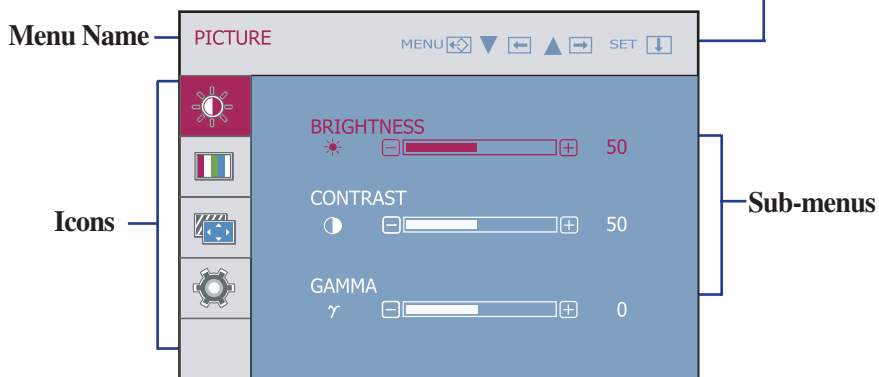 Menu Name
PICTURE
MENU SET
BRIGHTNESS
50
CONTRAST
50
Icons
Sub-menus
GAMMA
γ 0